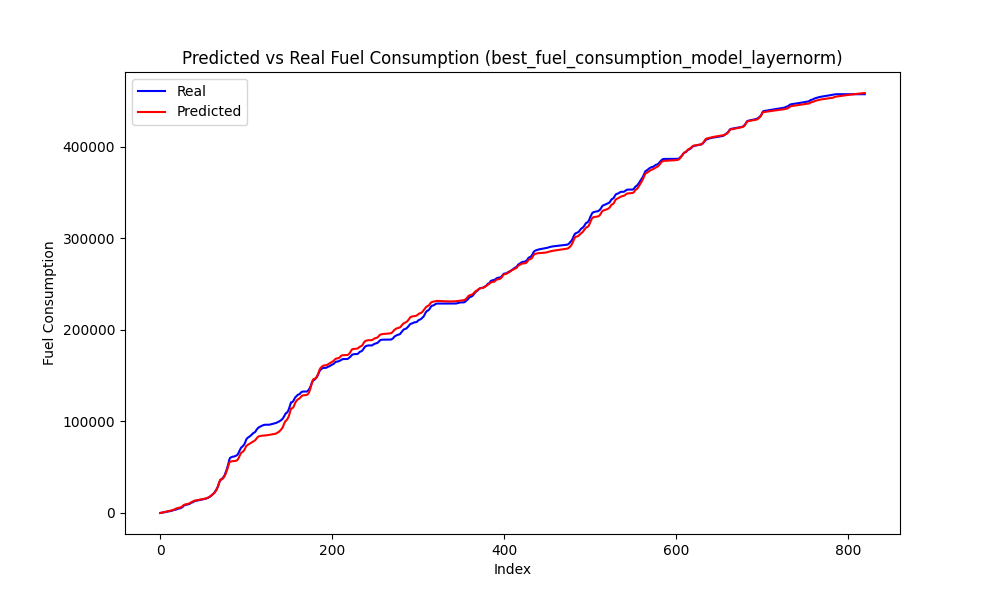 Predicted vs Real Fuel Consumption (best_fuel_consumption_model_layernorm)
Real
Predicted
400000
300000
200000
100000
0
Fuel Consumption
0 200 400 600 800
Index